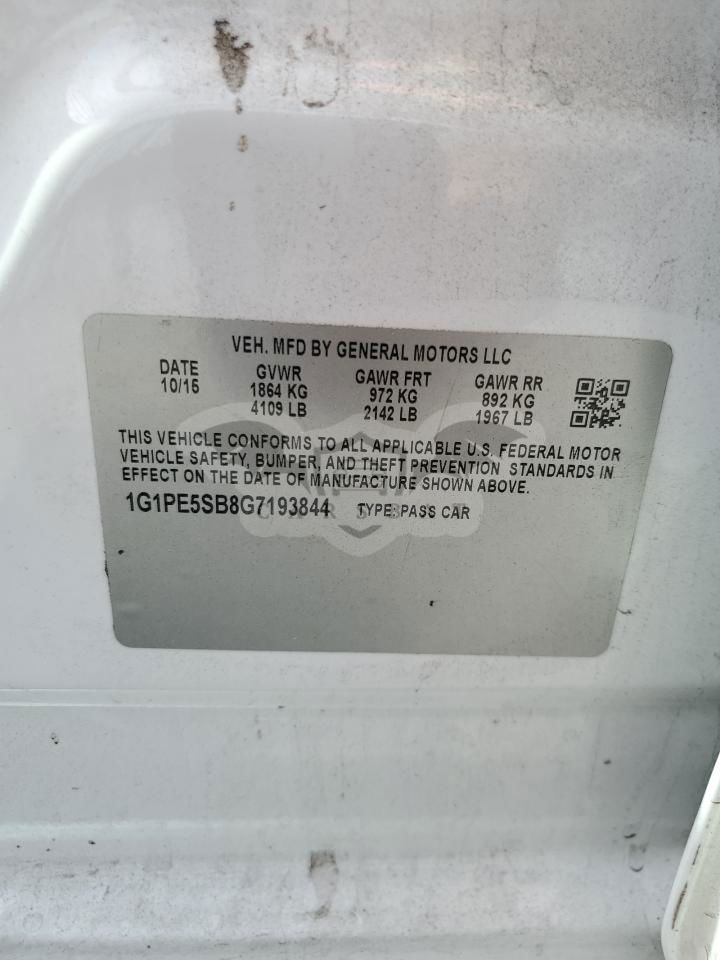 VEH. MFD BY GENERAL MOTORS LLC
DATE GVWR GAWR FRT GAWR RR
10/15 1864 KG 972 KG 892 KG
4109 LB 2142 LB 1967 LB
THIS VEHICLE CONFORMS TO ALL APPLICABLE U.S. FEDERAL MOTOR
VEHICLE SAFETY, BUMPER, AND THEFT PREVENTION STANDARDS IN
EFFECT ON THE DATE OF MANUFACTURE SHOWN ABOVE.
1G1PE5SB8G7193844 TYPE: PASS CAR